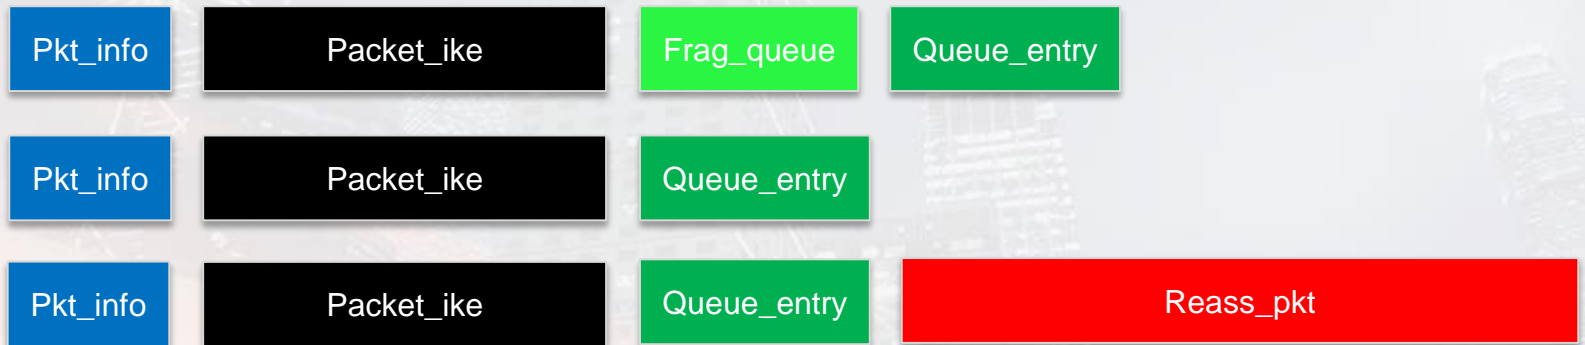 Pkt_info Packet_ike Frag_queue Queue_entry
Pkt_info Packet_ike Queue_entry
Pkt_info Packet_ike Queue_entry Reass_pkt